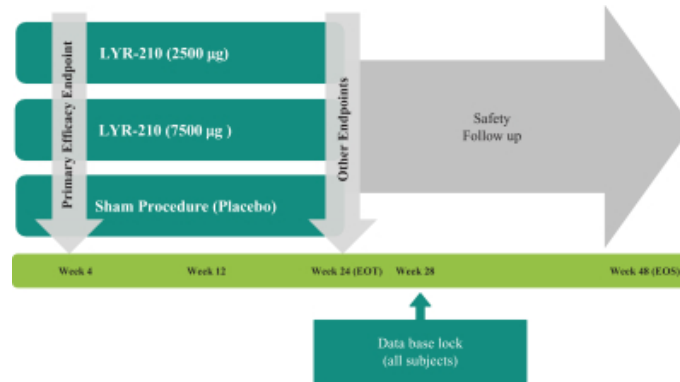 LYR-210 (2500 µg)
LYR-210 (7500 µg )
Sham Procedure (Placebo)
Primary Efficacy Endpoint
Other Endpoints
Safety
Follow up
Week 4 Week 12 Week 24 (EOT) Week 28 Week 48 (EOS)
Data base lock
(all subjects)